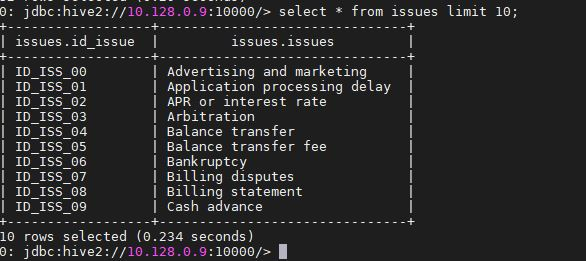 0: jdbc:hive2://10.128.0.9:10000/> select * from issues limit 10;
+-----------------+-----------------------------+
| issues.id_issue | issues.issues |
+-----------------+-----------------------------+
| ID_ISS_00 | Advertising and marketing |
| ID_ISS_01 | Application processing delay |
| ID_ISS_02 | APR or interest rate |
| ID_ISS_03 | Arbitration |
| ID_ISS_04 | Balance transfer |
| ID_ISS_05 | Balance transfer fee |
| ID_ISS_06 | Bankruptcy |
| ID_ISS_07 | Billing disputes |
| ID_ISS_08 | Billing statement |
| ID_ISS_09 | Cash advance |
+-----------------+-----------------------------+
10 rows selected (0.234 seconds)
0: jdbc:hive2://10.128.0.9:10000/>